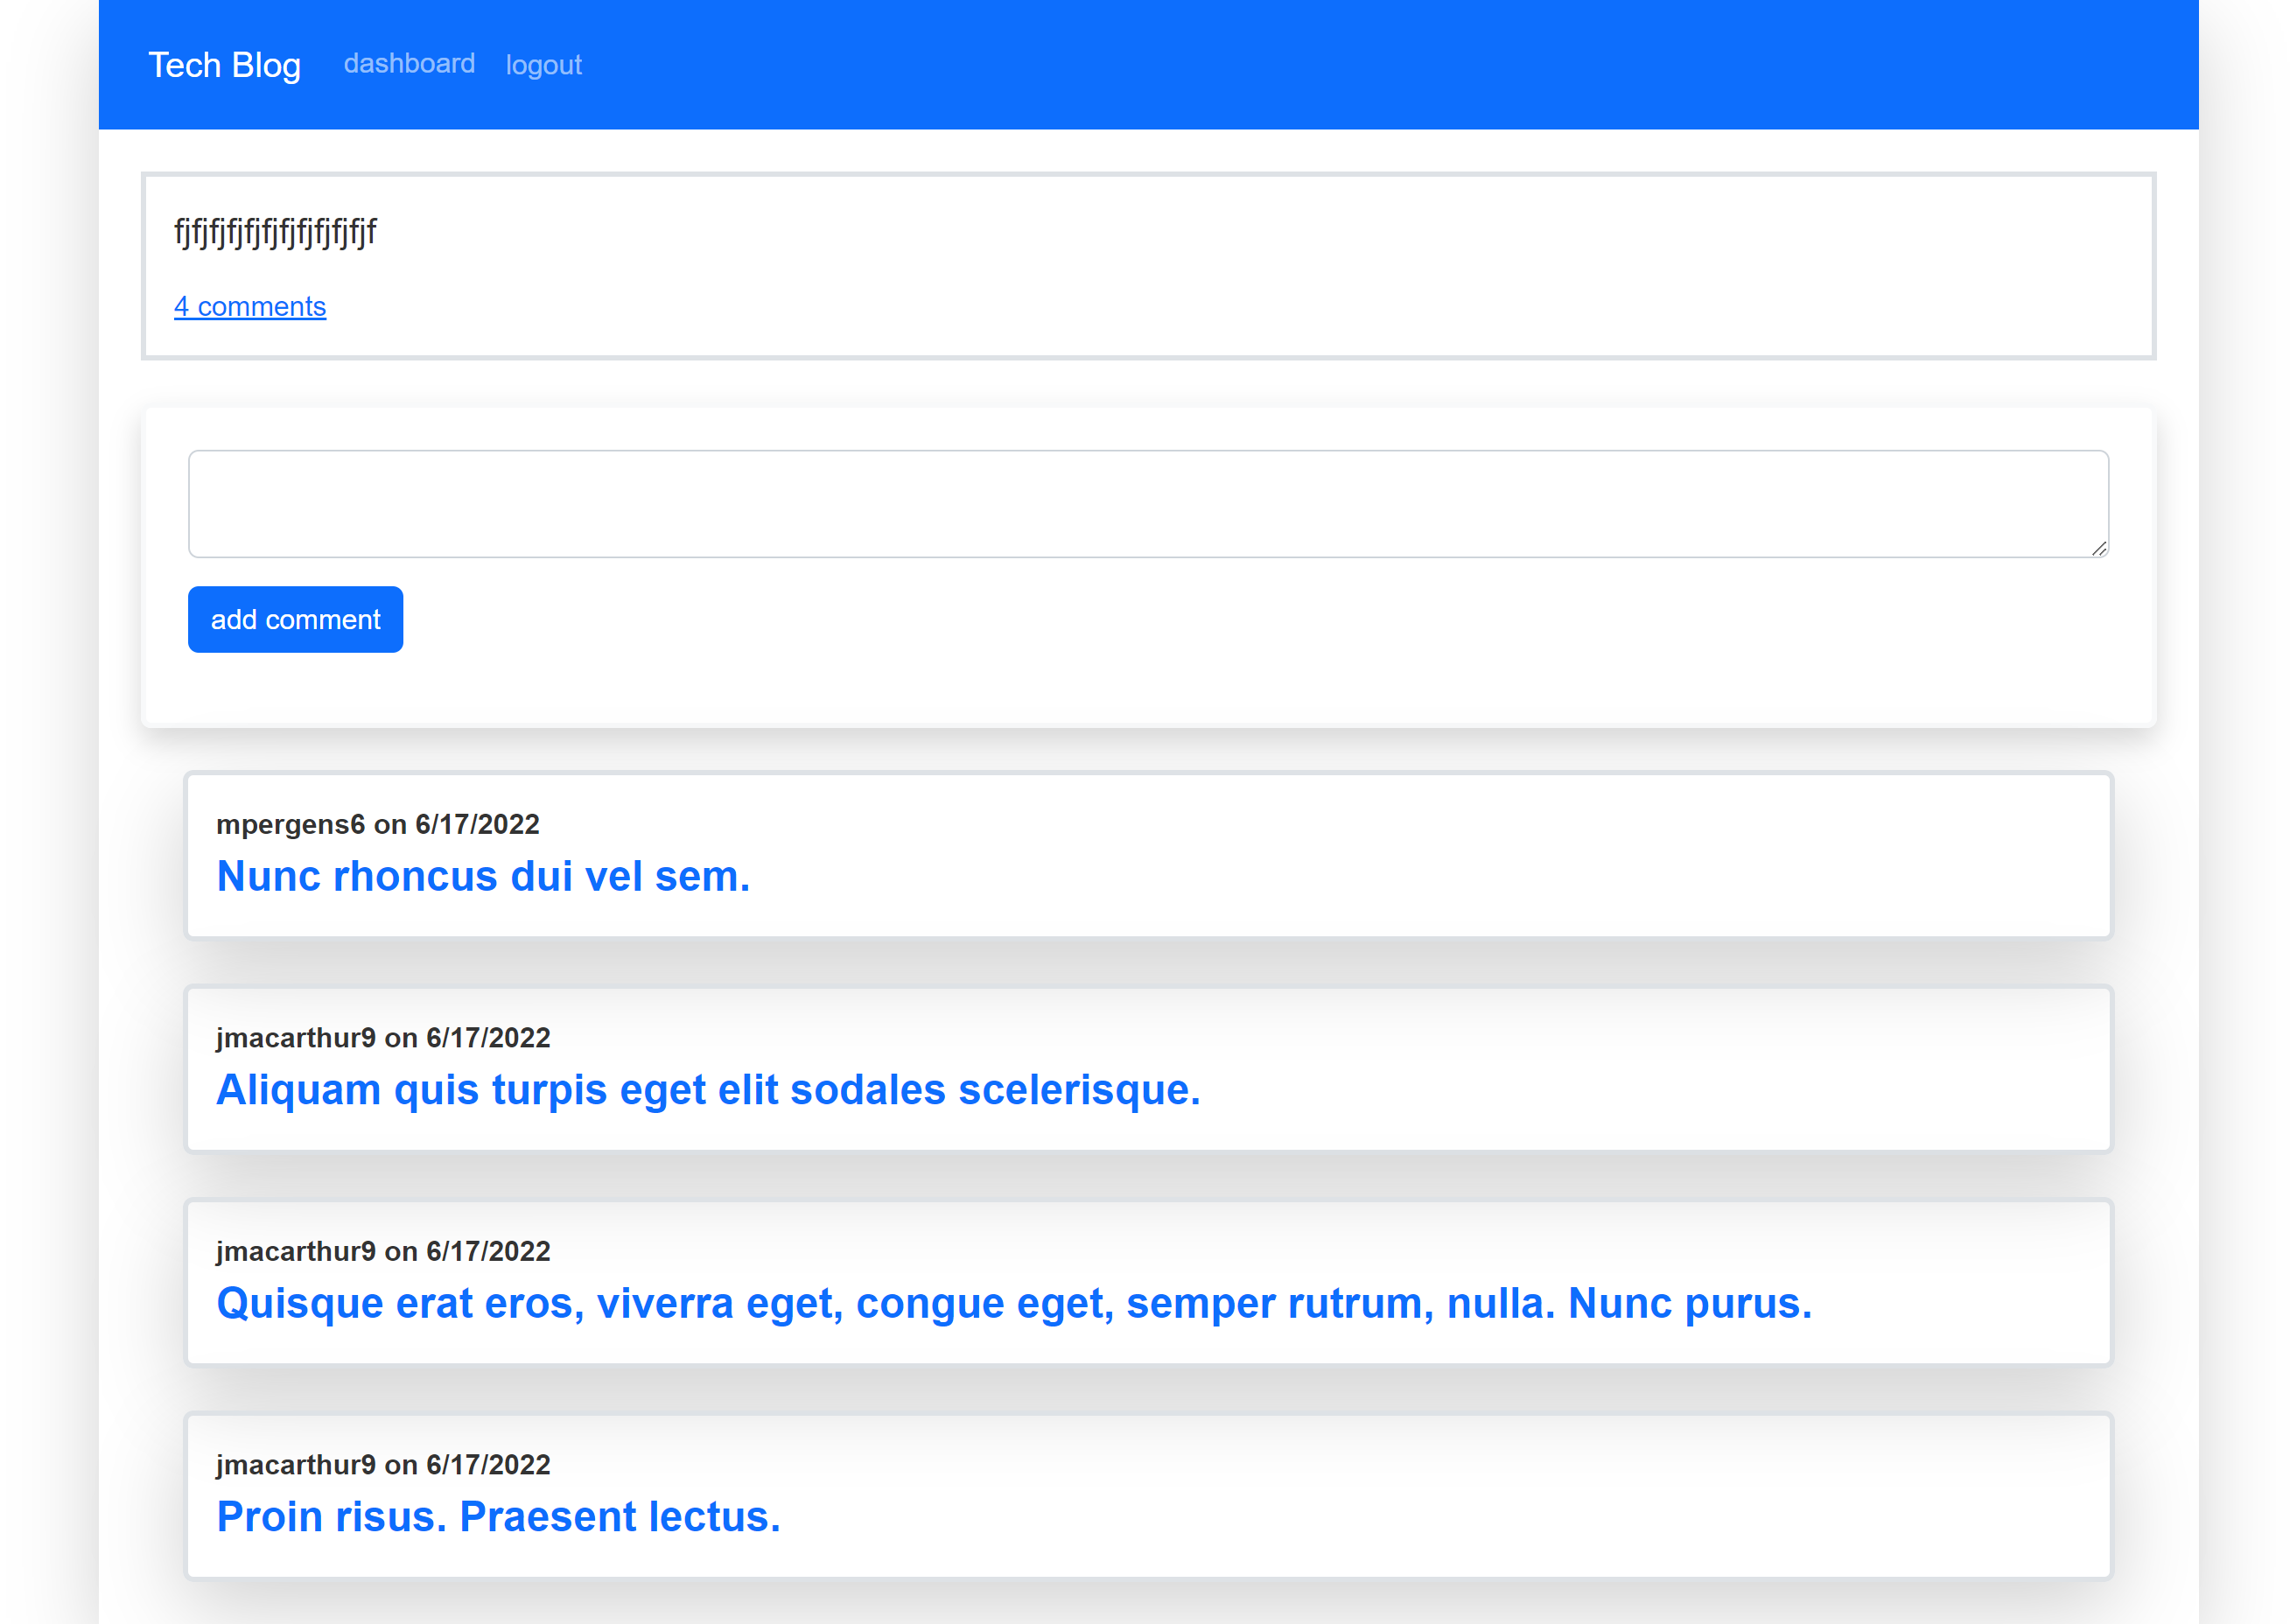 Tech Blog dashboard logout
fjfjfjfjfjfjfjfjfjfjfjf
4 comments
add comment
mpergens6 on 6/17/2022
Nunc rhoncus dui vel sem.
jmacarthur9 on 6/17/2022
Aliquam quis turpis eget elit sodales scelerisque.
jmacarthur9 on 6/17/2022
Quisque erat eros, viverra eget, congue eget, semper rutrum, nulla. Nunc purus.
jmacarthur9 on 6/17/2022
Proin risus. Praesent lectus.